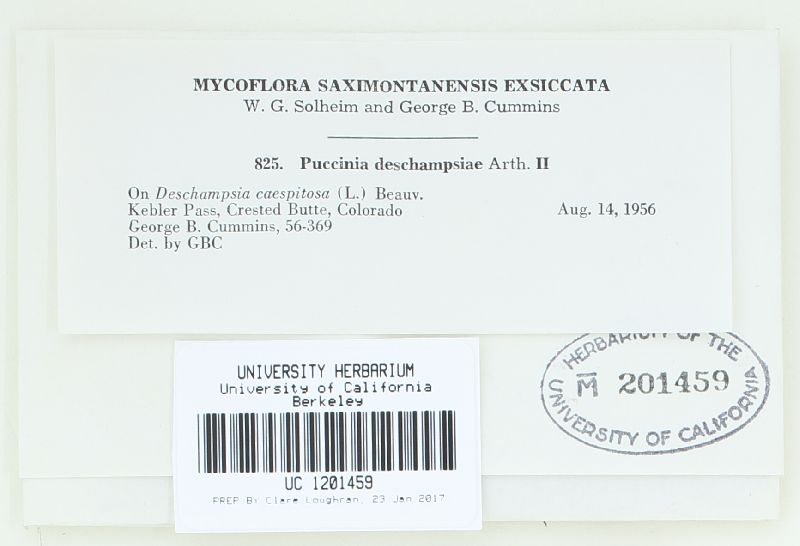 MYCOFLORA SAXIMONTANENSIS EXSICCATA
W. G. Solheim and George B. Cummins
825. Puccinia deschampsiae Arth. II
On Deschampsia caespitosa (L.) Beauv.
Kebler Pass, Crested Butte, Colorado Aug. 14, 1956
George B. Cummins, 56-369
Det. by GBC
HERBARIUM OF THE
M̅ 201459
UNIVERSITY OF CALIFORNIA
UNIVERSITY HERBARIUM
University of California
Berkeley
UC 1201459
PREP BY Clare Loughran, 23 Jan 2017